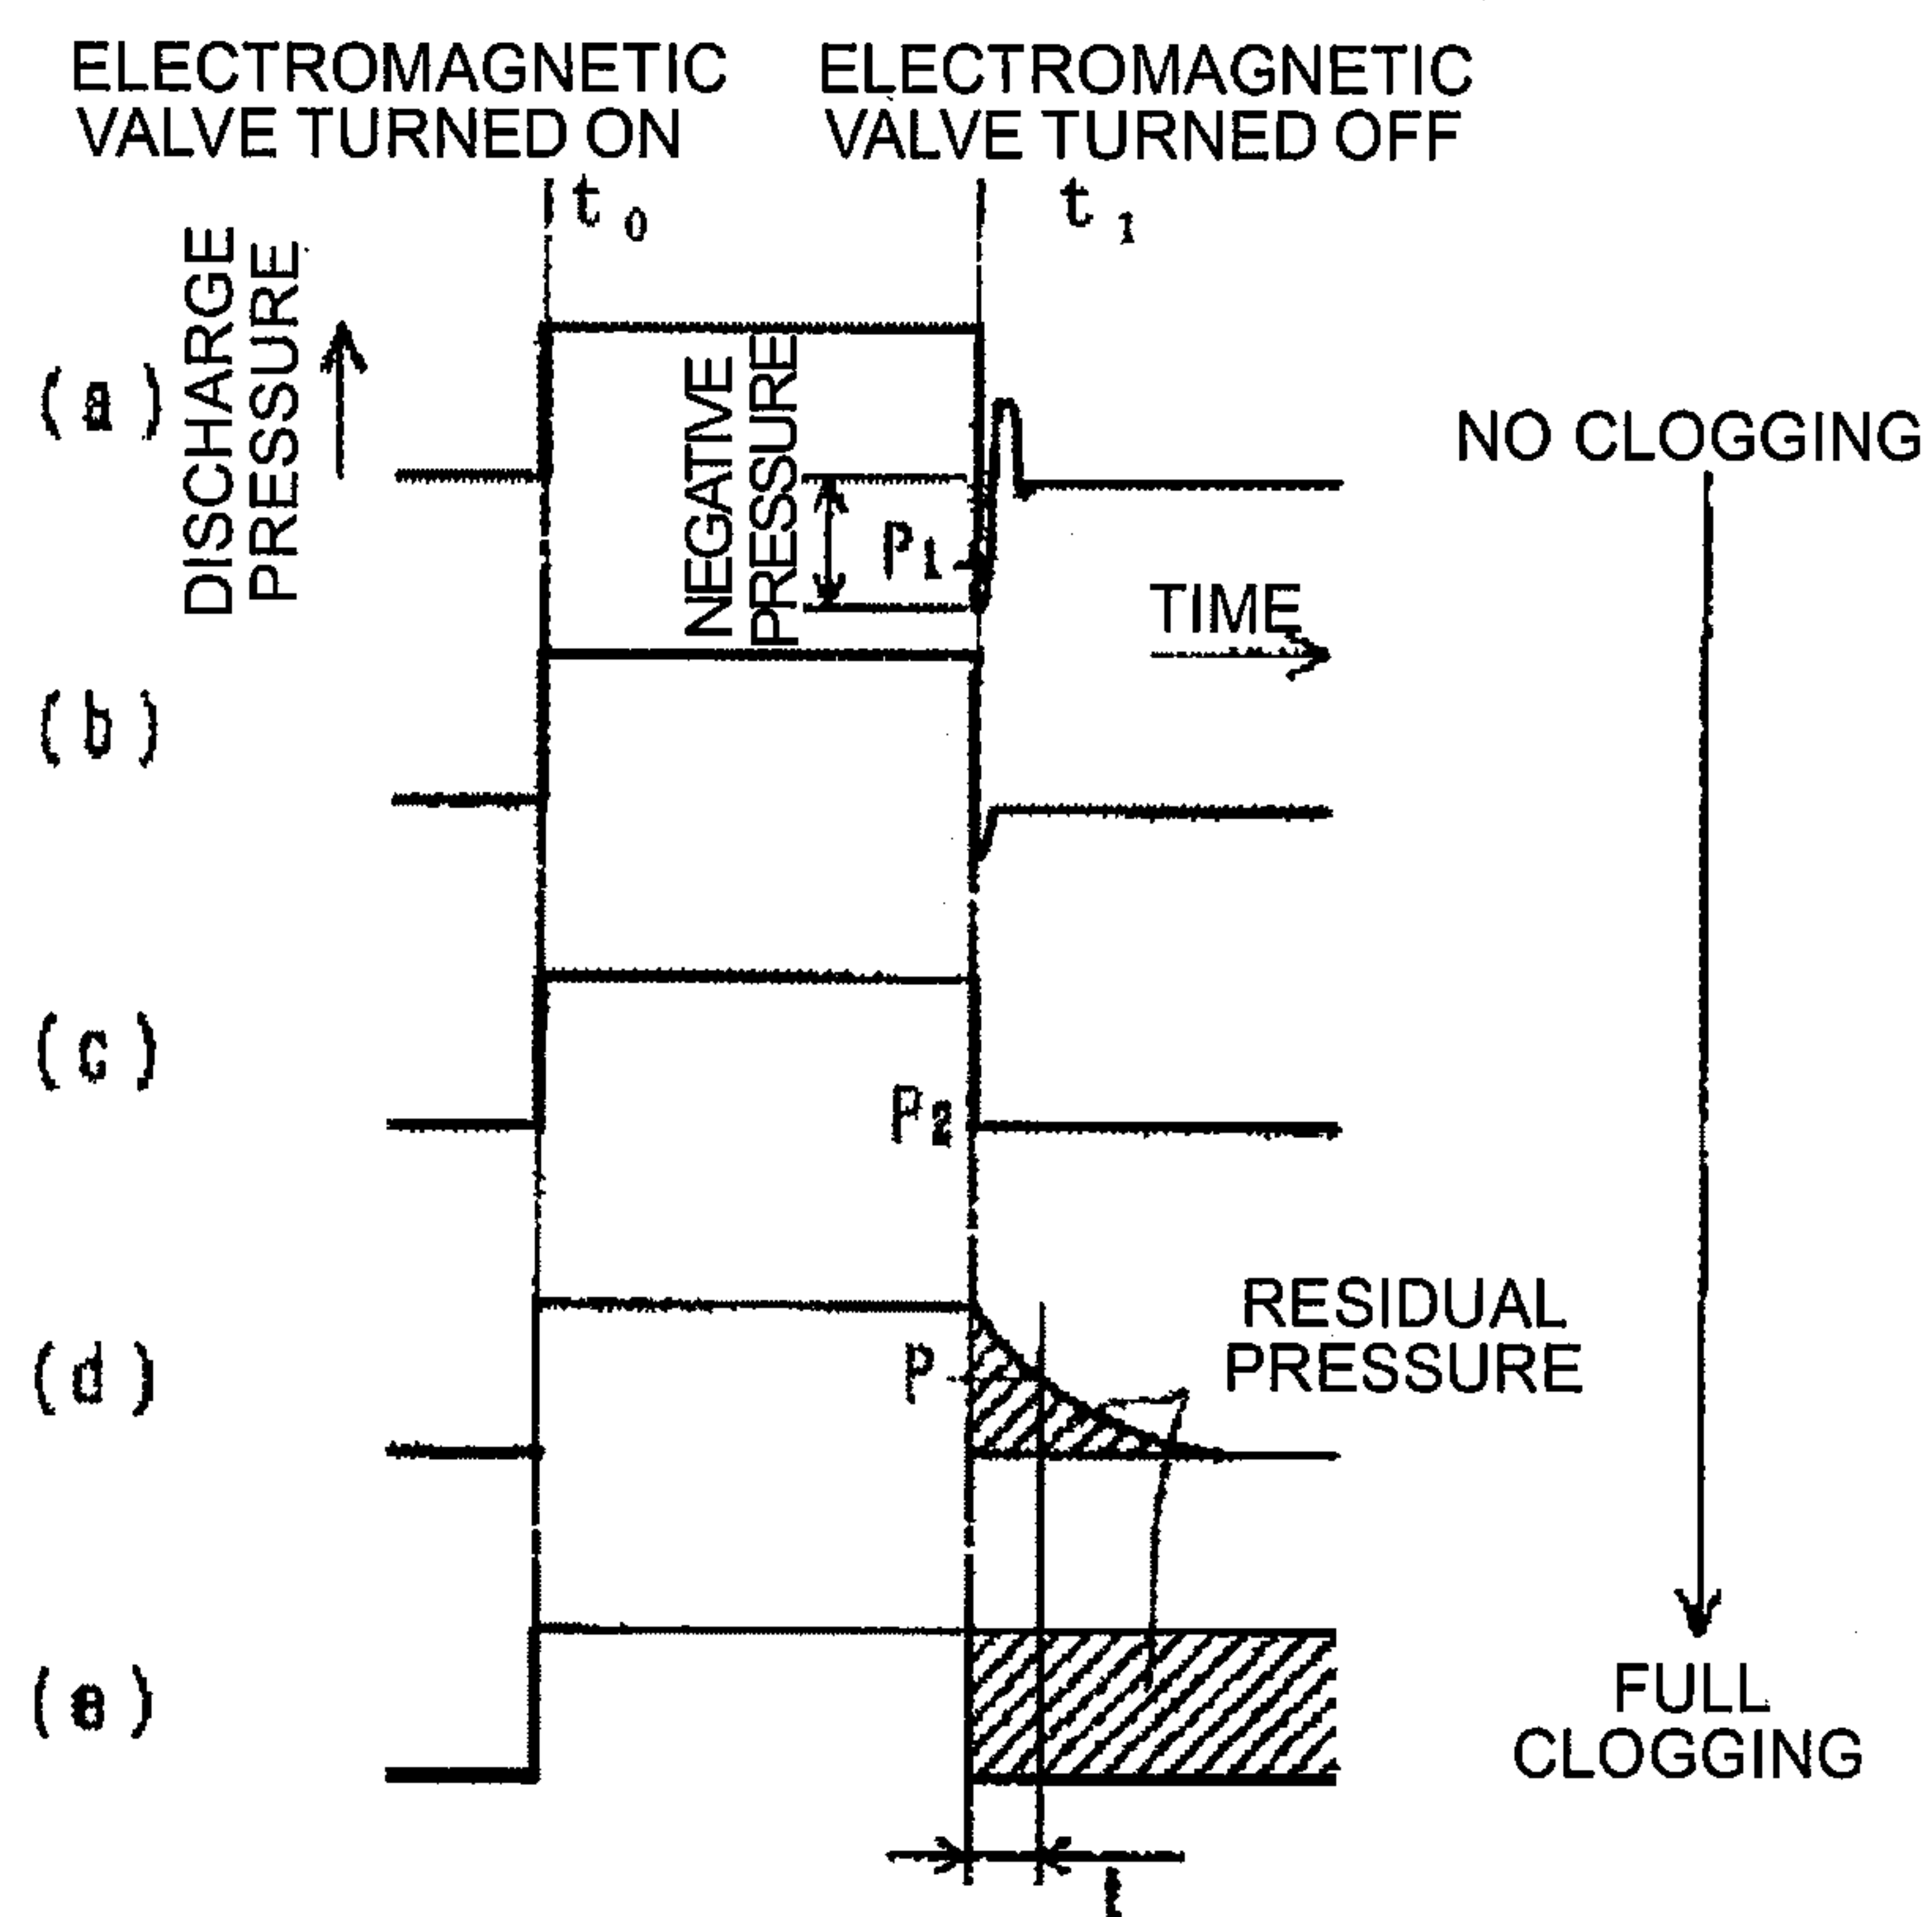 ELECTROMAGNETIC
VALVE TURNED ON
ELECTROMAGNETIC
VALVE TURNED OFF
t0
t1
DISCHARGE
PRESSURE
(a)
NEGATIVE
PRESSURE
P1
NO CLOGGING
TIME
(b)
(c)
P2
(d)
P
RESIDUAL
PRESSURE
(e)
FULL
CLOGGING